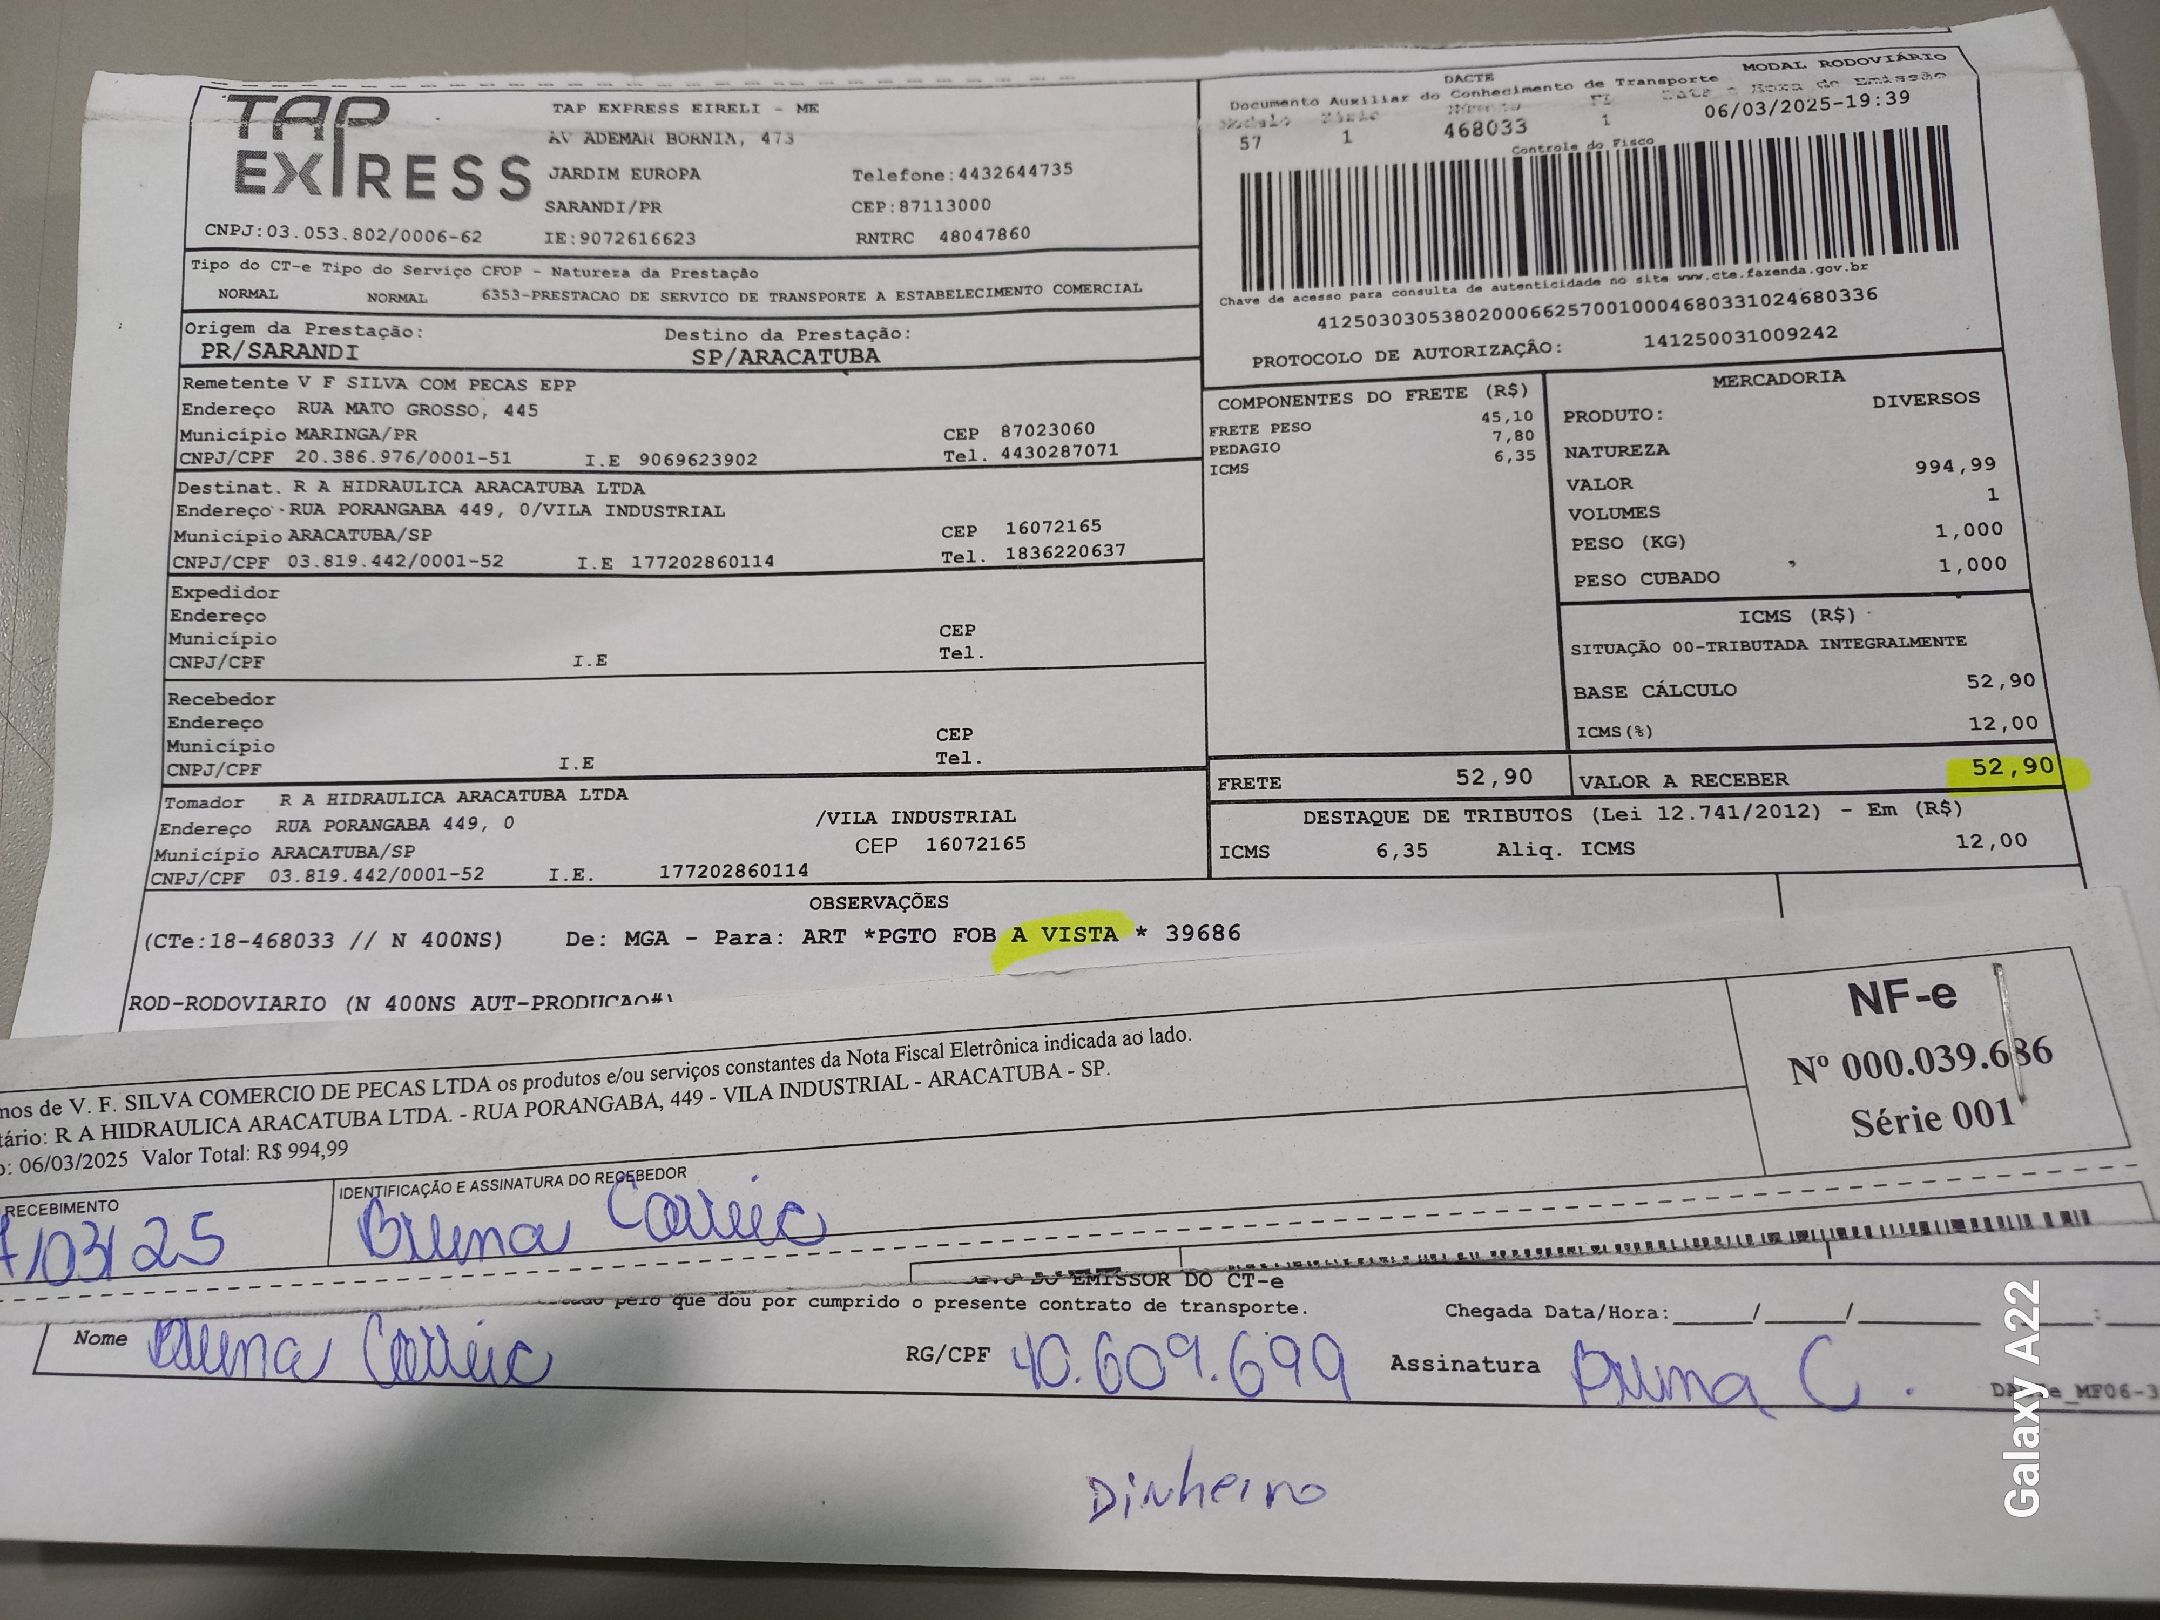 TAP EXPRESS
TAP EXPRESS EIRELI - ME
AV ADEMAR BORNIA, 473
JARDIM EUROPA Telefone:4432644735
SARANDI/PR CEP:87113000
CNPJ:03.053.802/0006-62 IE:9072616623 RNTRC 48047860
DACTE MODAL RODOVIÁRIO
Documento Auxiliar do Conhecimento de Transporte Data e Hora de Emissão
Modelo Série FL
57 1 468033 1 06/03/2025-19:39
Controle do Fisco
Chave de acesso para consulta de autenticidade no site www.cte.fazenda.gov.br
41250303053802000662570010004680331024680336
PROTOCOLO DE AUTORIZAÇÃO: 141250031009242
Tipo do CT-e Tipo do Serviço CFOP - Natureza da Prestação
NORMAL NORMAL 6353-PRESTACAO DE SERVICO DE TRANSPORTE A ESTABELECIMENTO COMERCIAL
Origem da Prestação: Destino da Prestação:
PR/SARANDI SP/ARACATUBA
Remetente V F SILVA COM PECAS EPP
Endereço RUA MATO GROSSO, 445
Município MARINGA/PR CEP 87023060
CNPJ/CPF 20.386.976/0001-51 I.E 9069623902 Tel. 4430287071
Destinat. R A HIDRAULICA ARACATUBA LTDA
Endereço RUA PORANGABA 449, 0/VILA INDUSTRIAL
Município ARACATUBA/SP CEP 16072165
CNPJ/CPF 03.819.442/0001-52 I.E 177202860114 Tel. 1836220637
Expedidor
Endereço
Município CEP
CNPJ/CPF I.E Tel.
Recebedor
Endereço
Município CEP
CNPJ/CPF I.E Tel.
Tomador R A HIDRAULICA ARACATUBA LTDA
Endereço RUA PORANGABA 449, 0 /VILA INDUSTRIAL
Município ARACATUBA/SP CEP 16072165
CNPJ/CPF 03.819.442/0001-52 I.E. 177202860114
COMPONENTES DO FRETE (R$)
FRETE PESO 45,10
PEDAGIO 7,80
ICMS 6,35
MERCADORIA
PRODUTO: DIVERSOS
NATUREZA
VALOR 994,99
VOLUMES 1
PESO (KG) 1,000
PESO CUBADO 1,000
ICMS (R$)
SITUAÇÃO 00-TRIBUTADA INTEGRALMENTE
BASE CÁLCULO 52,90
ICMS(%) 12,00
FRETE 52,90 VALOR A RECEBER 52,90
DESTAQUE DE TRIBUTOS (Lei 12.741/2012) - Em (R$)
ICMS 6,35 Aliq. ICMS 12,00
OBSERVAÇÕES
(CTe:18-468033 // N 400NS) De: MGA - Para: ART *PGTO FOB A VISTA * 39686
ROD-RODOVIARIO (N 400NS AUT-PRODUCAO#)
mos de V. F. SILVA COMERCIO DE PECAS LTDA os produtos e/ou serviços constantes da Nota Fiscal Eletrônica indicada ao lado.
tário: R A HIDRAULICA ARACATUBA LTDA. - RUA PORANGABA, 449 - VILA INDUSTRIAL - ARACATUBA - SP.
o: 06/03/2025 Valor Total: R$ 994,99
NF-e
Nº 000.039.686
Série 001
RECEBIMENTO IDENTIFICAÇÃO E ASSINATURA DO RECEBEDOR
/03/25 Bruna Correic
DO EMISSOR DO CT-e
pelo que dou por cumprido o presente contrato de transporte. Chegada Data/Hora:____/____/____ :
Nome Bruna Correic RG/CPF 40.609.699 Assinatura Bruna C.
MF06-3
Dinheiro
Galaxy A22